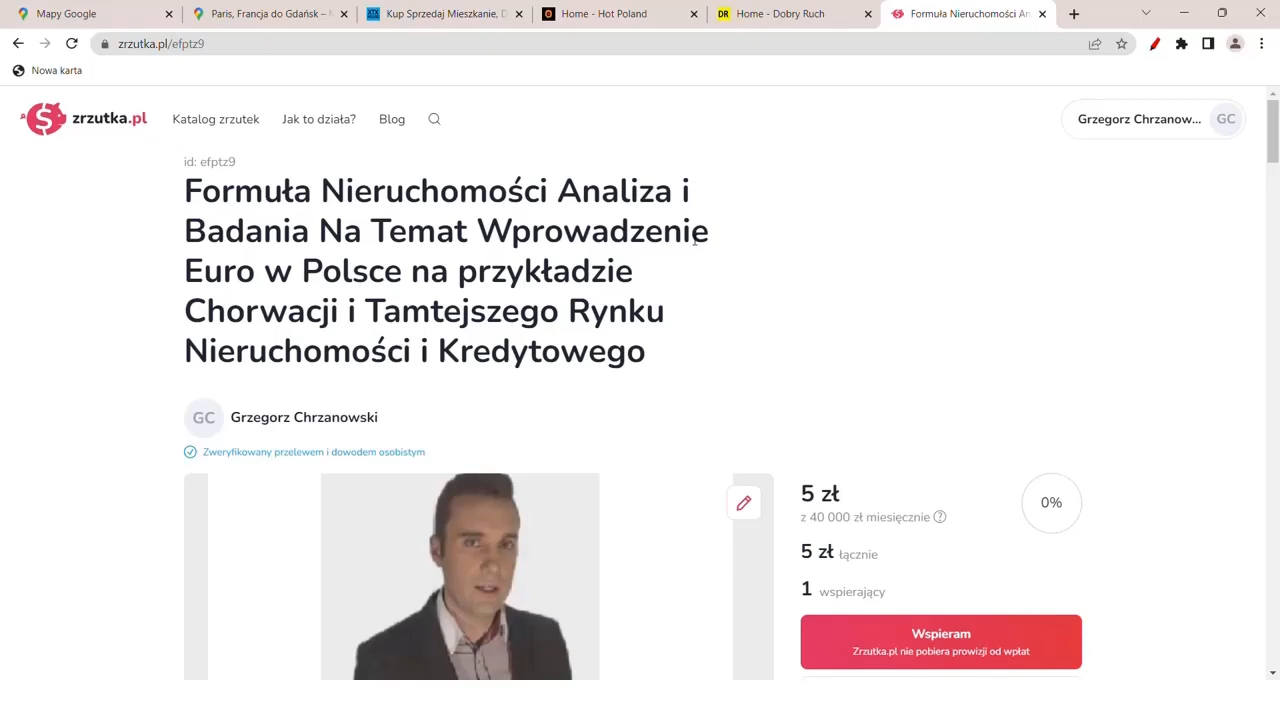 Mapy Google
Paris, Francja do Gdańsk –
Kup Sprzedaj Mieszkanie, D
Home - Hot Poland
Home - Dobry Ruch
Formuła Nieruchomości An
zrzutka.pl/efptz9
Nowa karta
zrzutka.pl
Katalog zrzutek
Jak to działa?
Blog
Grzegorz Chrzanow...
GC
id: efptz9
Formuła Nieruchomości Analiza i
Badania Na Temat Wprowadzenie
Euro w Polsce na przykładzie
Chorwacji i Tamtejszego Rynku
Nieruchomości i Kredytowego
GC
Grzegorz Chrzanowski
Zweryfikowany przelewem i dowodem osobistym
5 zł
z 40 000 zł miesięcznie
0%
5 zł łącznie
1 wspierający
Wspieram
Zrzutka.pl nie pobiera prowizji od wpłat